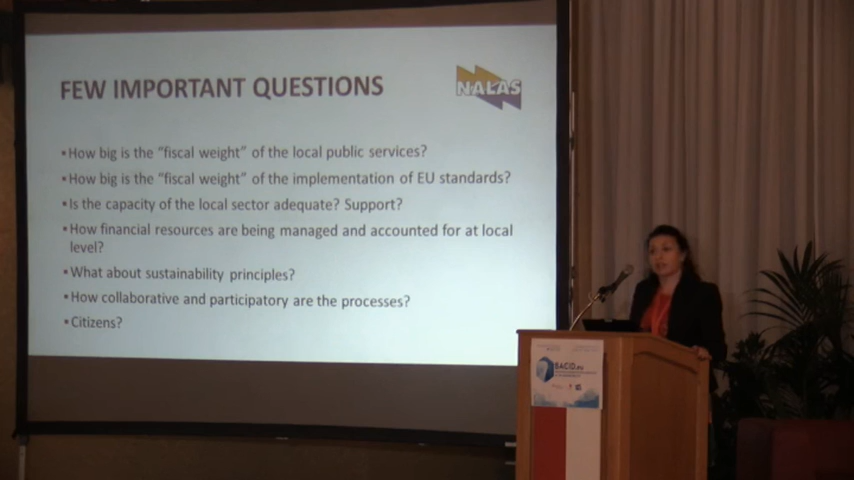 FEW IMPORTANT QUESTIONS
NALAS
▪How big is the “fiscal weight” of the local public services?
▪How big is the “fiscal weight” of the implementation of EU standards?
▪Is the capacity of the local sector adequate? Support?
▪How financial resources are being managed and accounted for at local
level?
▪What about sustainability principles?
▪How collaborative and participatory are the processes?
▪Citizens?
BACID.eu